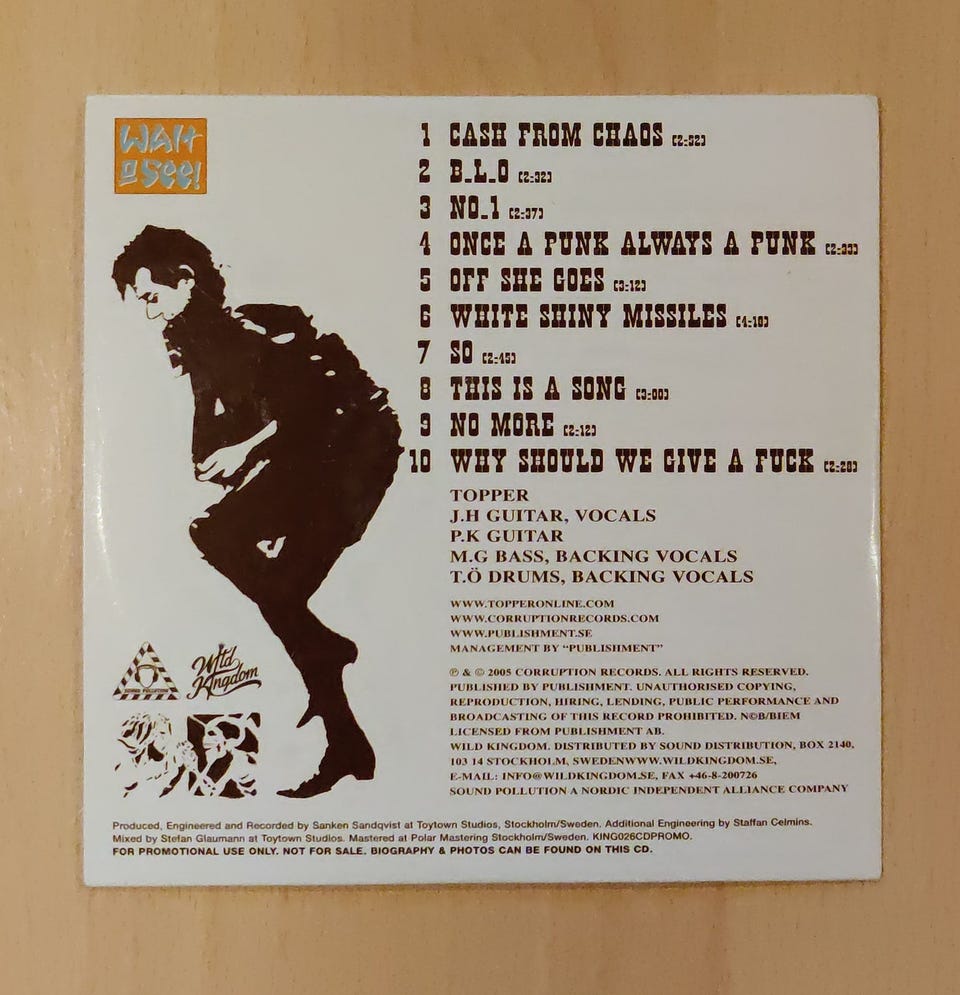 WAIT
N SEE!
1 CASH FROM CHAOS [2:52]
2 B.L.O [2:32]
3 NO.1 [2:37]
4 ONCE A PUNK ALWAYS A PUNK [2:33]
5 OFF SHE GOES [3:12]
6 WHITE SHINY MISSILES [4:18]
7 SO [2:45]
8 THIS IS A SONG [3:00]
9 NO MORE [2:12]
10 WHY SHOULD WE GIVE A FUCK [2:28]
TOPPER
J.H GUITAR, VOCALS
P.K GUITAR
M.G BASS, BACKING VOCALS
T.Ö DRUMS, BACKING VOCALS
WWW.TOPPERONLINE.COM
WWW.CORRUPTIONRECORDS.COM
WWW.PUBLISHMENT.SE
MANAGEMENT BY "PUBLISHMENT"
℗ & © 2005 CORRUPTION RECORDS. ALL RIGHTS RESERVED.
PUBLISHED BY PUBLISHMENT. UNAUTHORISED COPYING,
REPRODUCTION, HIRING, LENDING, PUBLIC PERFORMANCE AND
BROADCASTING OF THIS RECORD PROHIBITED. N©B/BIEM
LICENSED FROM PUBLISHMENT AB.
WILD KINGDOM. DISTRIBUTED BY SOUND DISTRIBUTION, BOX 2140,
103 14 STOCKHOLM, SWEDENWWW.WILDKINGDOM.SE,
E-MAIL: INFO@WILDKINGDOM.SE, FAX +46-8-200726
SOUND POLLUTION A NORDIC INDEPENDENT ALLIANCE COMPANY
SOUND POLLUTION
Wild
Kingdom
Produced, Engineered and Recorded by Sanken Sandqvist at Toytown Studios, Stockholm/Sweden. Additional Engineering by Staffan Celmins.
Mixed by Stefan Glaumann at Toytown Studios. Mastered at Polar Mastering Stockholm/Sweden. KING026CDPROMO.
FOR PROMOTIONAL USE ONLY. NOT FOR SALE. BIOGRAPHY & PHOTOS CAN BE FOUND ON THIS CD.